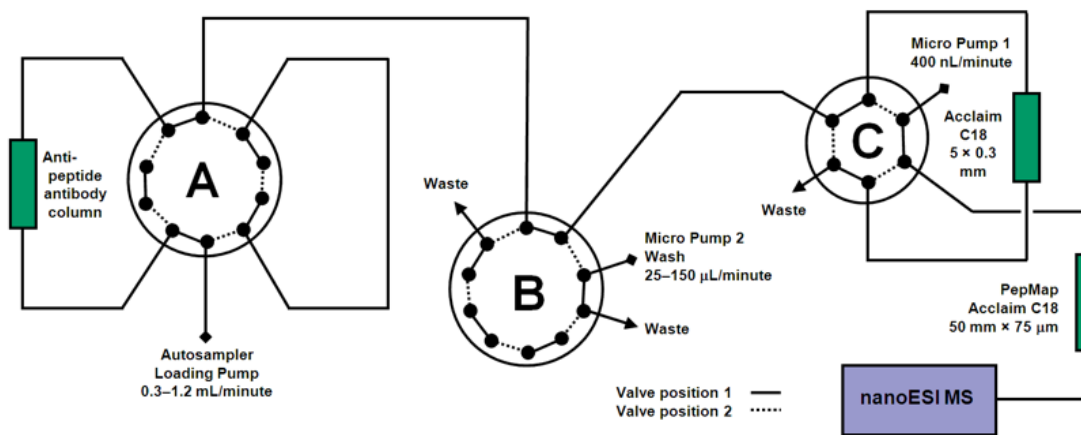 Micro Pump 1
400 nL/minute
Acclaim
C18
5 × 0.3
mm
C
A
Anti-
peptide
antibody
column
Waste
Waste
Micro Pump 2
Wash
25–150 µL/minute
B
Waste
PepMap
Acclaim C18
50 mm × 75 µm
Autosampler
Loading Pump
0.3–1.2 mL/minute
Valve position 1
Valve position 2
nanoESI MS